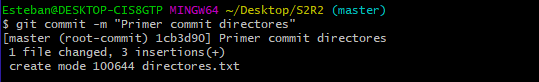 Esteban@DESKTOP-CIS8GTP MINGW64 ~/Desktop/S2R2 (master)
$ git commit -m "Primer commit directores"
[master (root-commit) 1cb3d90] Primer commit directores
 1 file changed, 3 insertions(+)
 create mode 100644 directores.txt